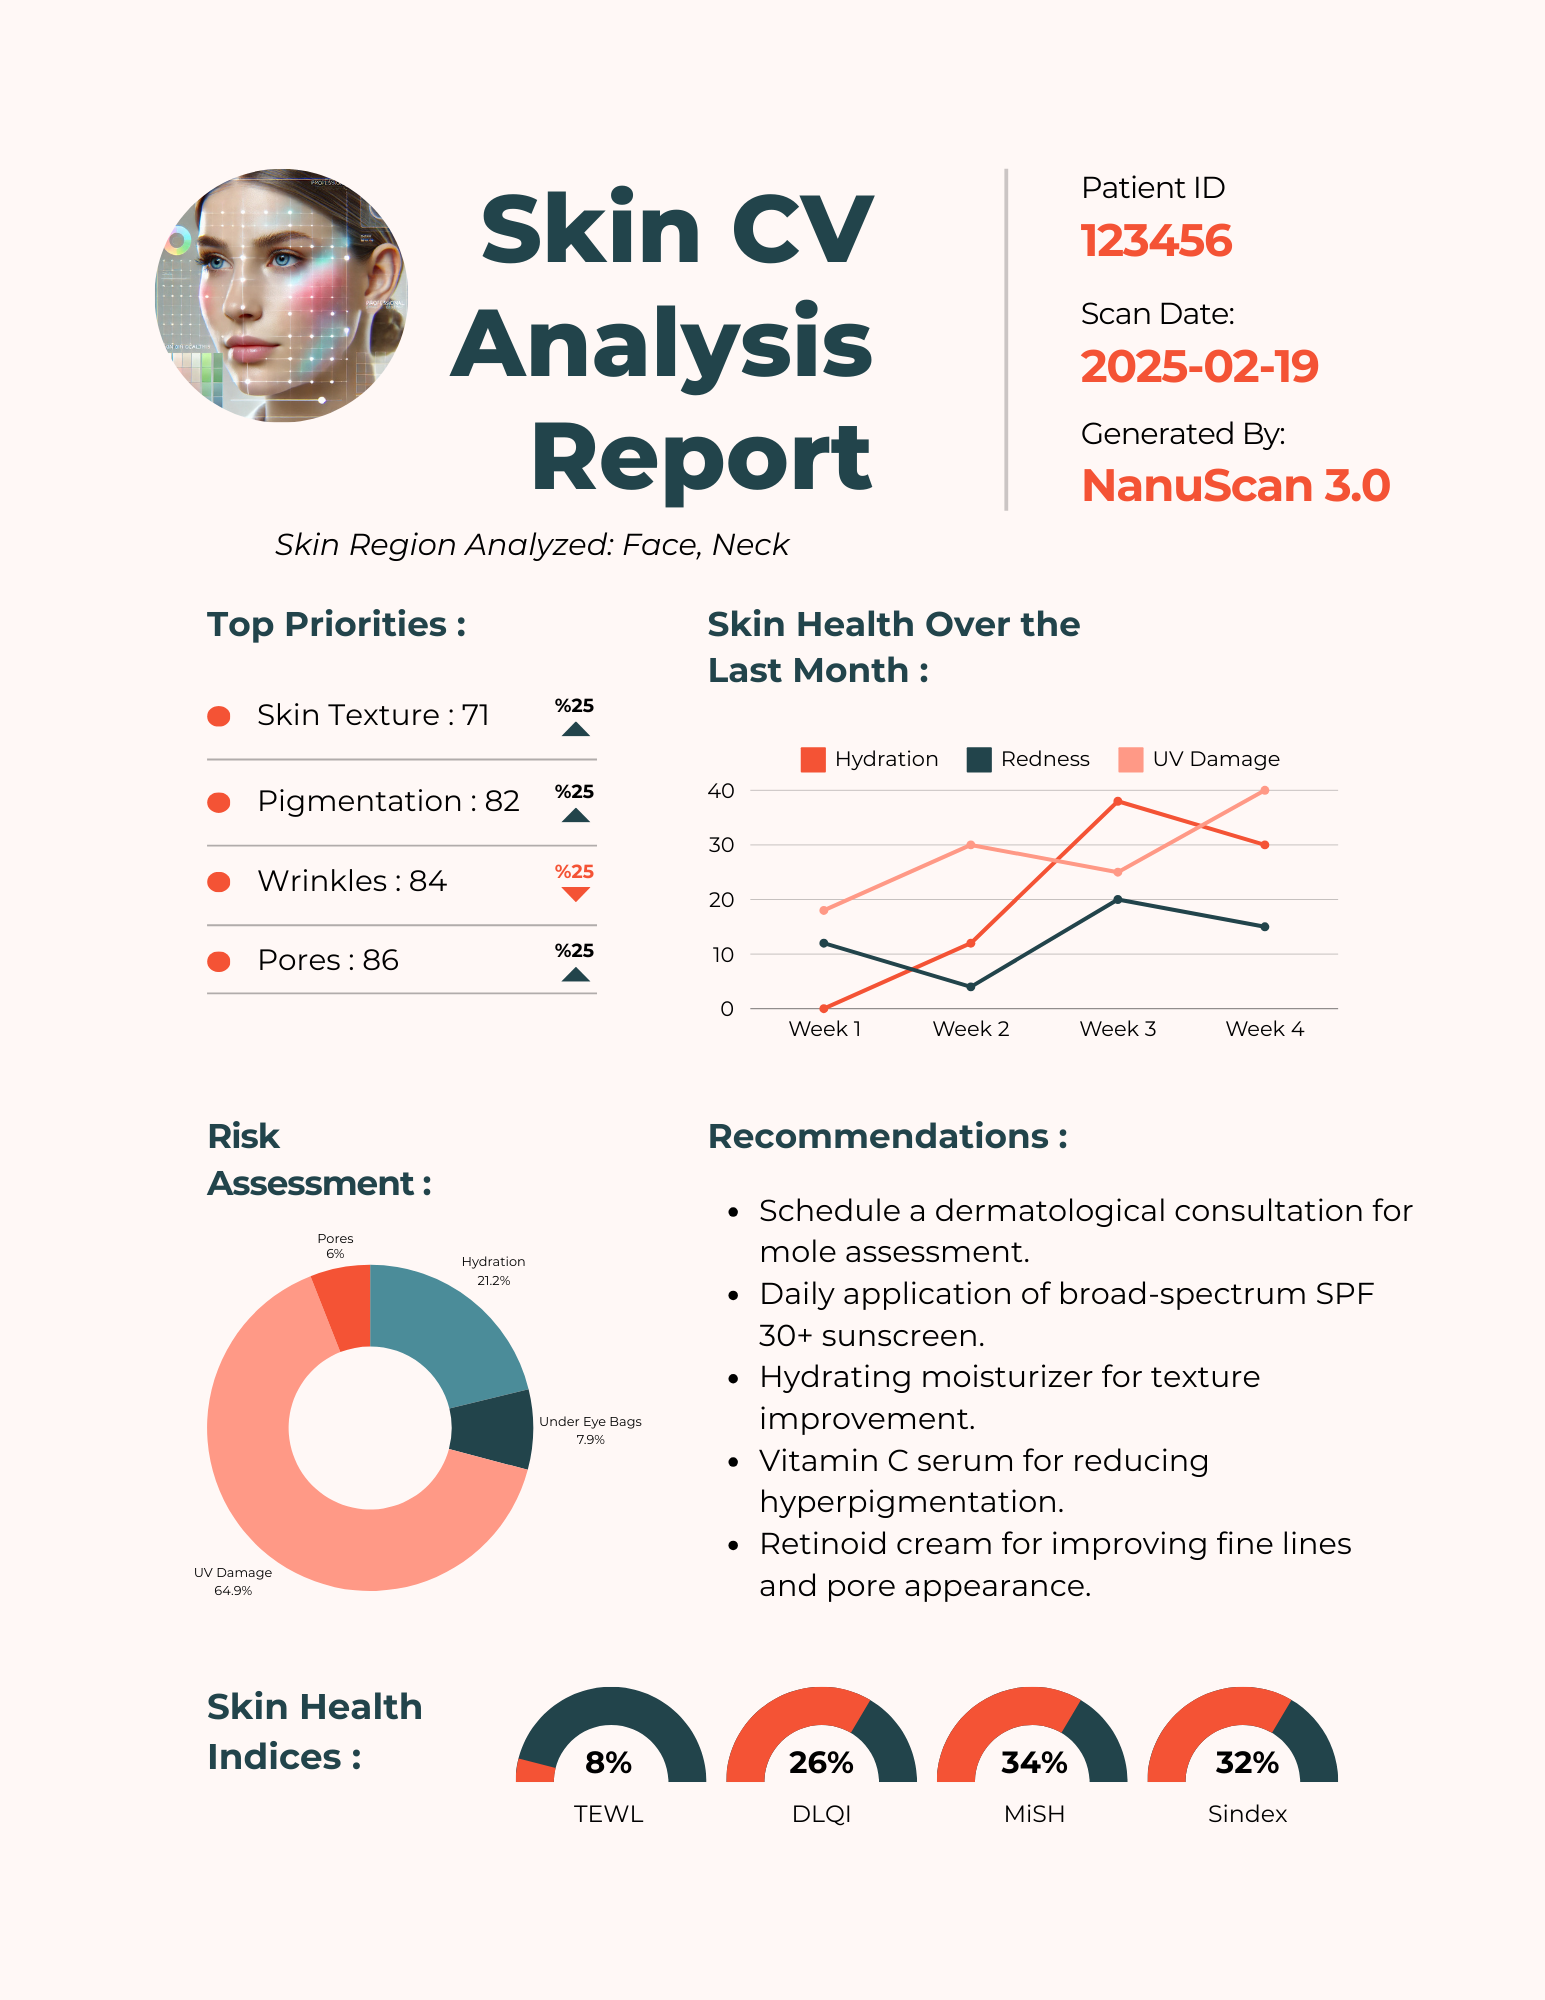 Skin CV
Analysis
Report
Patient ID
123456
Scan Date:
2025-02-19
Generated By:
NanuScan 3.0
Skin Region Analyzed: Face, Neck
Top Priorities :
Skin Texture : 71 %25
Pigmentation : 82 %25
Wrinkles : 84 %25
Pores : 86 %25
Skin Health Over the
Last Month :
Hydration Redness UV Damage
40
30
20
10
0
Week 1 Week 2 Week 3 Week 4
Risk
Assessment :
Pores
6%
Hydration
21.2%
Under Eye Bags
7.9%
UV Damage
64.9%
Recommendations :
• Schedule a dermatological consultation for
mole assessment.
• Daily application of broad-spectrum SPF
30+ sunscreen.
• Hydrating moisturizer for texture
improvement.
• Vitamin C serum for reducing
hyperpigmentation.
• Retinoid cream for improving fine lines
and pore appearance.
Skin Health
Indices :
8% 26% 34% 32%
TEWL DLQI MiSH Sindex